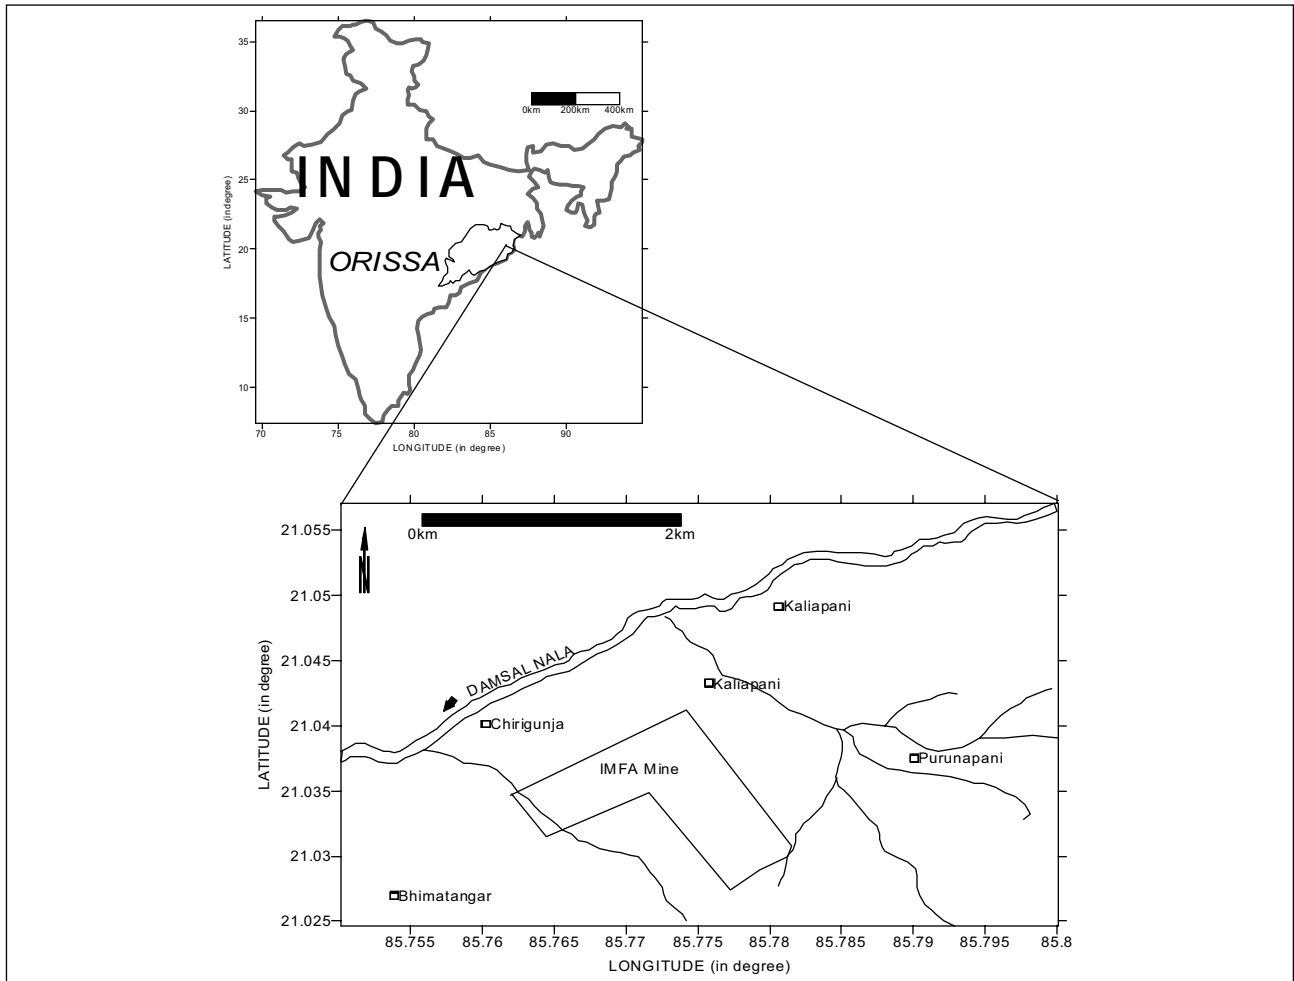 35
30
25
20
15
10
LATITUDE (indegree)
0km 200km 400km
INDIA
ORISSA
70 75 80 85 90
LONGITUDE (in degree)
21.055
21.05
21.045
21.04
21.035
21.03
21.025
LATITUDE (in degree)
0km 2km
N
Kaliapani
DAMSAL NALA
Kaliapani
Chirigunja
Purunapani
IMFA Mine
Bhimatangar
85.755 85.76 85.765 85.77 85.775 85.78 85.785 85.79 85.795 85.8
LONGITUDE (in degree)